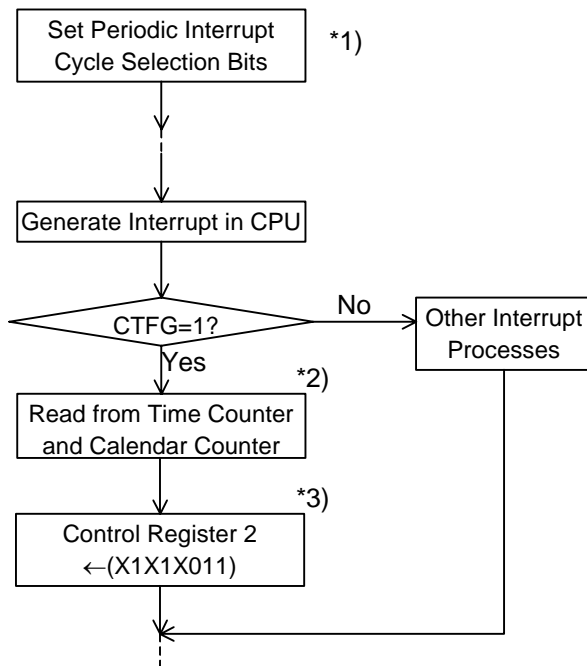 Set Periodic Interrupt
Cycle Selection Bits
*1)
Generate Interrupt in CPU
CTFG=1?
No
Other Interrupt
Processes
Yes
*2)
Read from Time Counter
and Calendar Counter
*3)
Control Register 2
←(X1X1X011)